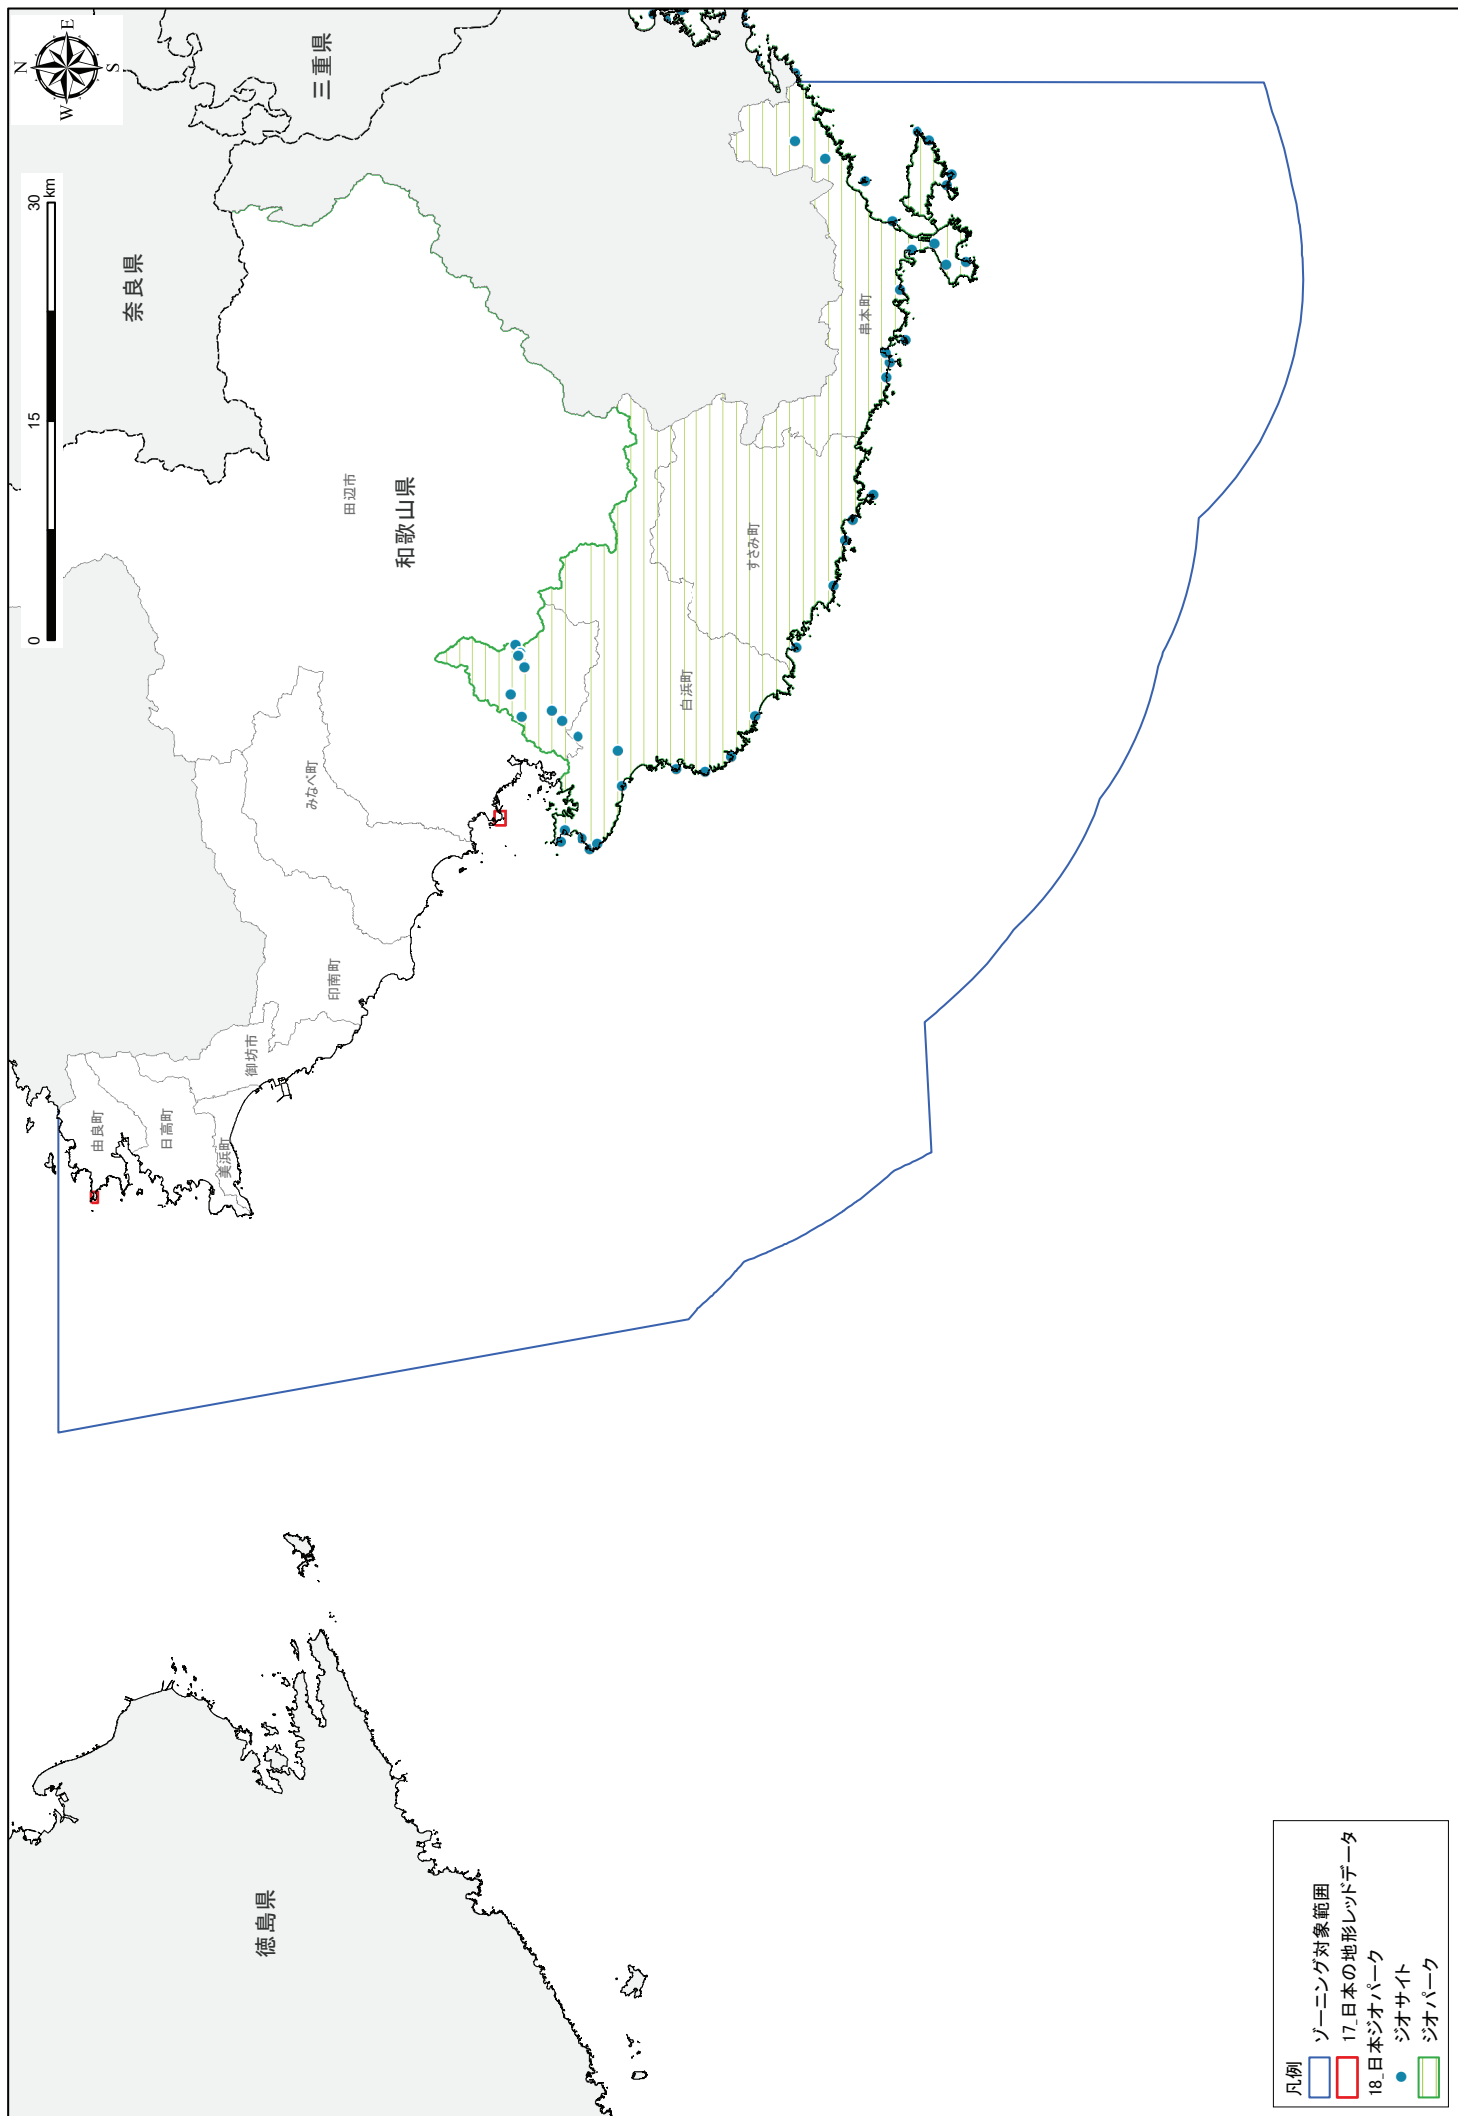 N
W
E
S
0
15
30
km
奈良県
三重県
和歌山県
田辺市
みなべ町
印南町
御坊市
由良町
日高町
美浜町
白浜町
すさみ町
串本町
徳島県
凡例
ゾーニング対象範囲
17_日本の地形レッドデータ
18_日本ジオパーク
ジオサイト
ジオパーク